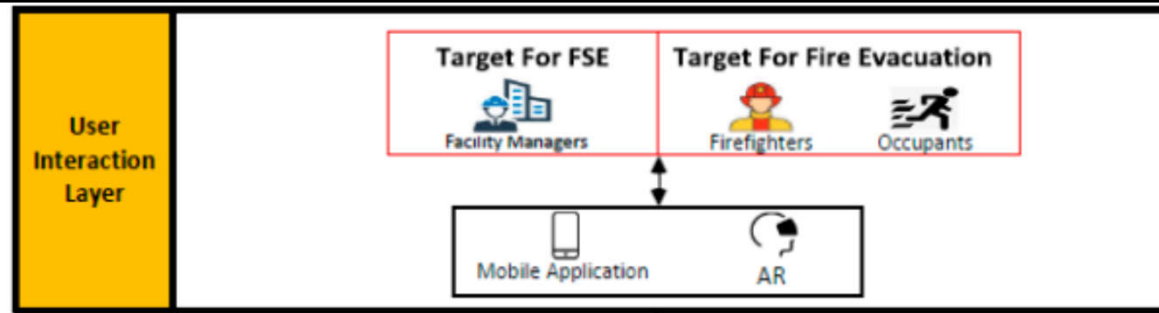 User
Interaction
Layer
Target For FSE
Facility Managers
Target For Fire Evacuation
Firefighters
Occupants
Mobile Application
AR